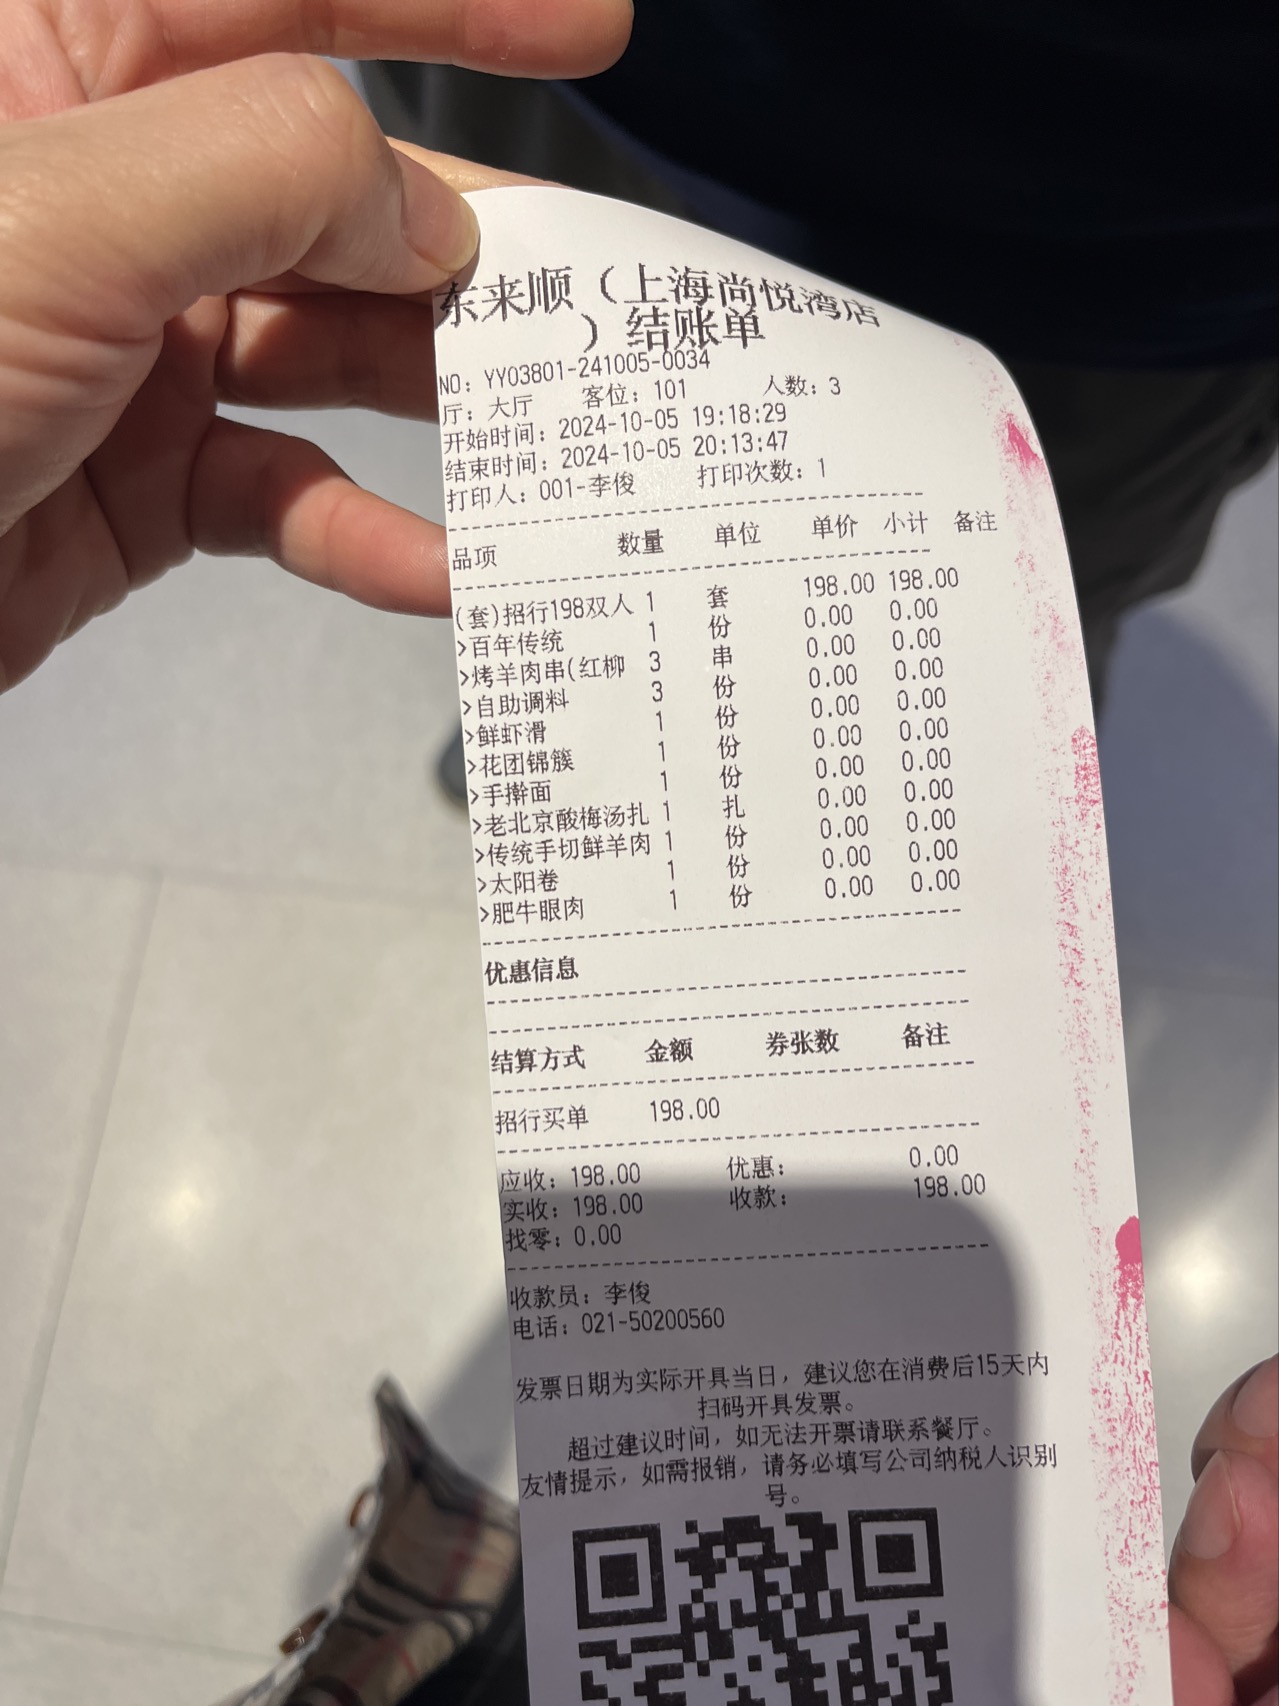 东来顺（上海尚悦湾店
）结账单
NO: YY03801-241005-0034
厅: 大厅 客位: 101 人数: 3
开始时间: 2024-10-05 19:18:29
结束时间: 2024-10-05 20:13:47
打印人: 001-李俊 打印次数: 1
品项 数量 单位 单价 小计 备注
(套)招行198双人 1 套 198.00 198.00
>百年传统 1 份 0.00 0.00
>烤羊肉串(红柳 3 串 0.00 0.00
>自助调料 3 份 0.00 0.00
>鲜虾滑 1 份 0.00 0.00
>花团锦簇 1 份 0.00 0.00
>手擀面 1 份 0.00 0.00
>老北京酸梅汤扎 1 扎 0.00 0.00
>传统手切鲜羊肉 1 份 0.00 0.00
>太阳卷 1 份 0.00 0.00
>肥牛眼肉 1 份 0.00 0.00
优惠信息
结算方式 金额 券张数 备注
招行买单 198.00
应收: 198.00 优惠: 0.00
实收: 198.00 收款: 198.00
找零: 0.00
收款员: 李俊
电话: 021-50200560
发票日期为实际开具当日，建议您在消费后15天内
扫码开具发票。
超过建议时间，如无法开票请联系餐厅。
友情提示，如需报销，请务必填写公司纳税人识别
号。